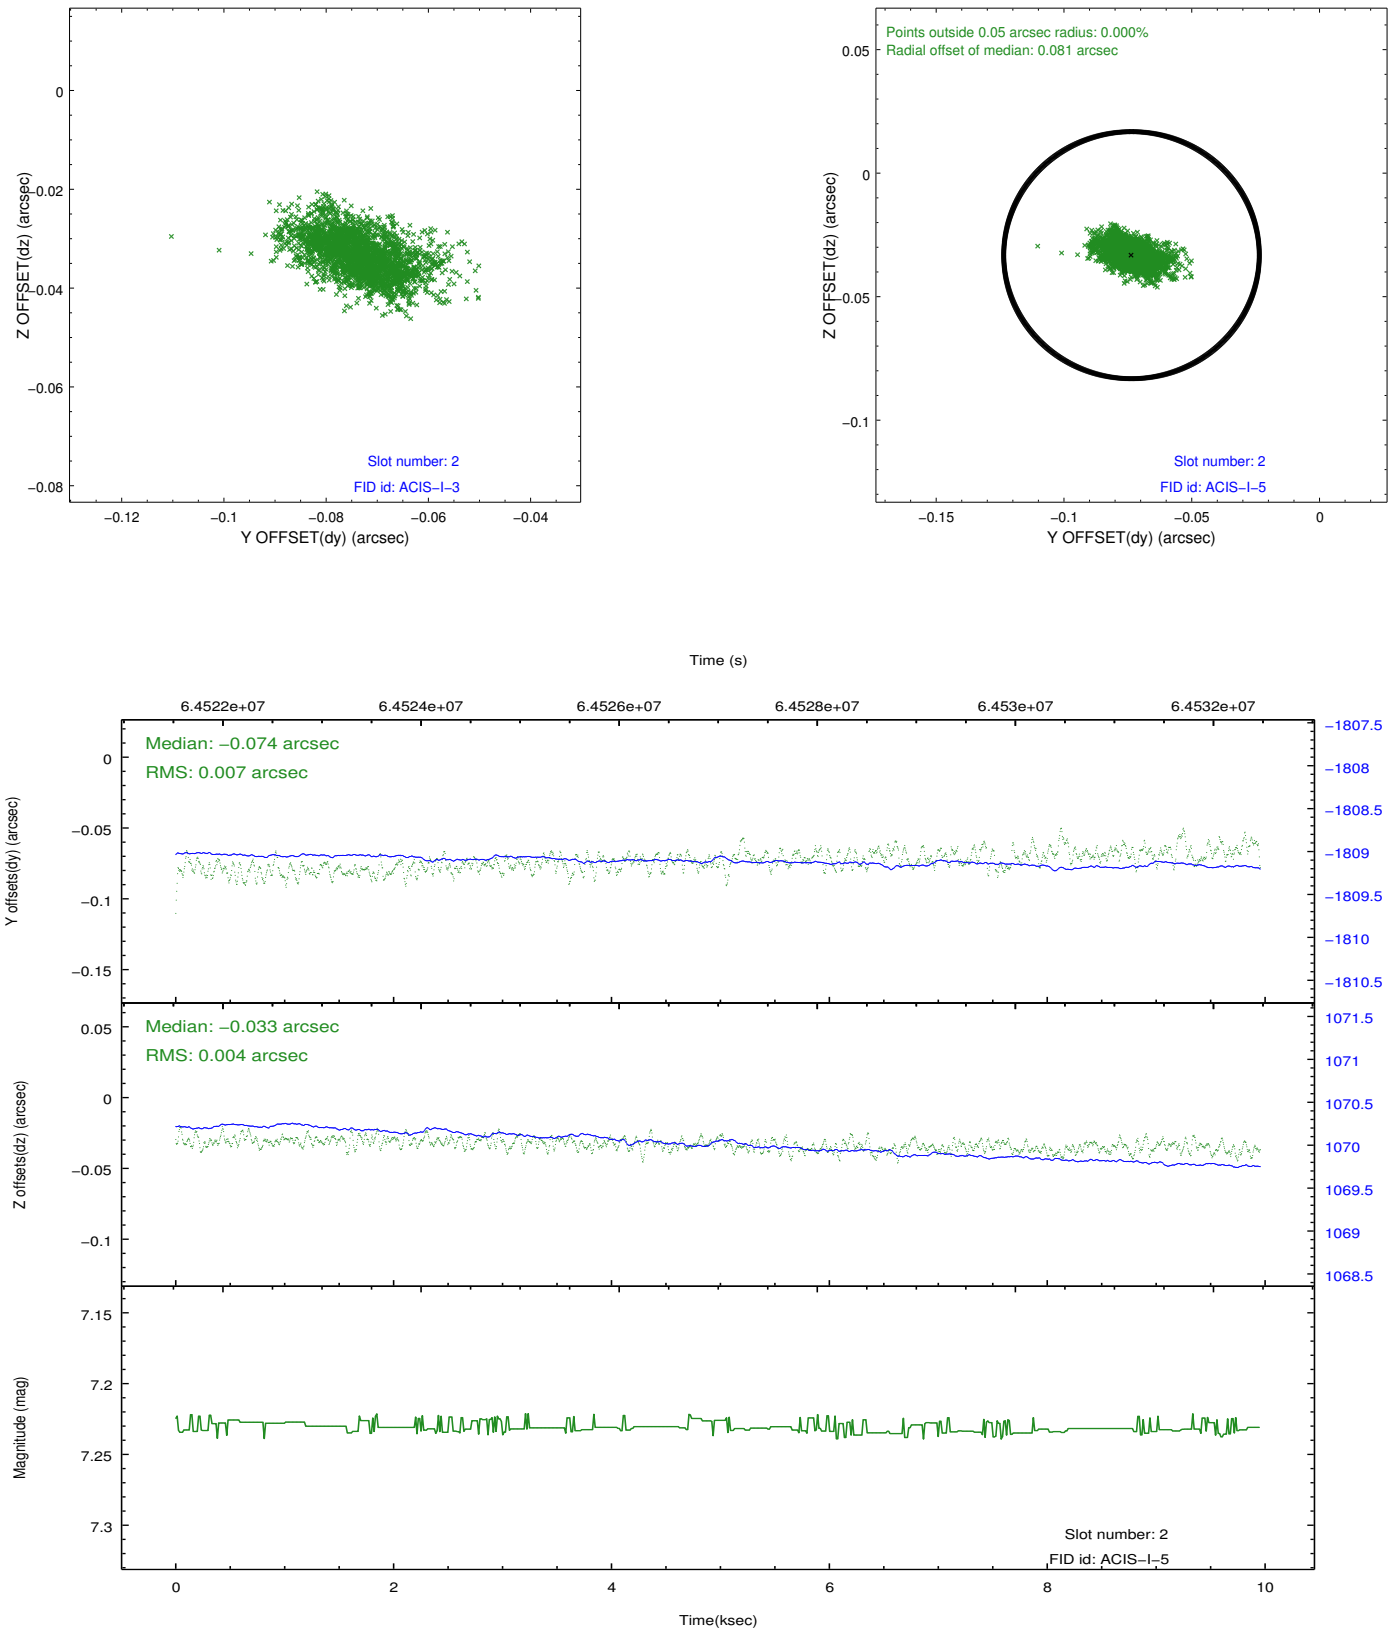 0
−0.02
−0.04
−0.06
−0.08
Z OFFSET(dz) (arcsec)
Slot number: 2
FID id: ACIS−I−3
−0.12
−0.1
−0.08
−0.06
−0.04
Y OFFSET(dy) (arcsec)
Points outside 0.05 arcsec radius: 0.000%
Radial offset of median: 0.081 arcsec
0.05
0
−0.05
−0.1
Z OFFSET(dz) (arcsec)
Slot number: 2
FID id: ACIS−I−5
−0.15
−0.1
−0.05
0
Y OFFSET(dy) (arcsec)
Time (s)
6.4522e+07
6.4524e+07
6.4526e+07
6.4528e+07
6.453e+07
6.4532e+07
Median: −0.074 arcsec
RMS: 0.007 arcsec
0
−0.05
−0.1
−0.15
Y offsets(dy) (arcsec)
−1807.5
−1808
−1808.5
−1809
−1809.5
−1810
−1810.5
Median: −0.033 arcsec
RMS: 0.004 arcsec
0.05
0
−0.05
−0.1
Z offsets(dz) (arcsec)
1071.5
1071
1070.5
1070
1069.5
1069
1068.5
7.15
7.2
7.25
7.3
Magnitude (mag)
Slot number: 2
FID id: ACIS−I−5
0
2
4
6
8
10
Time(ksec)